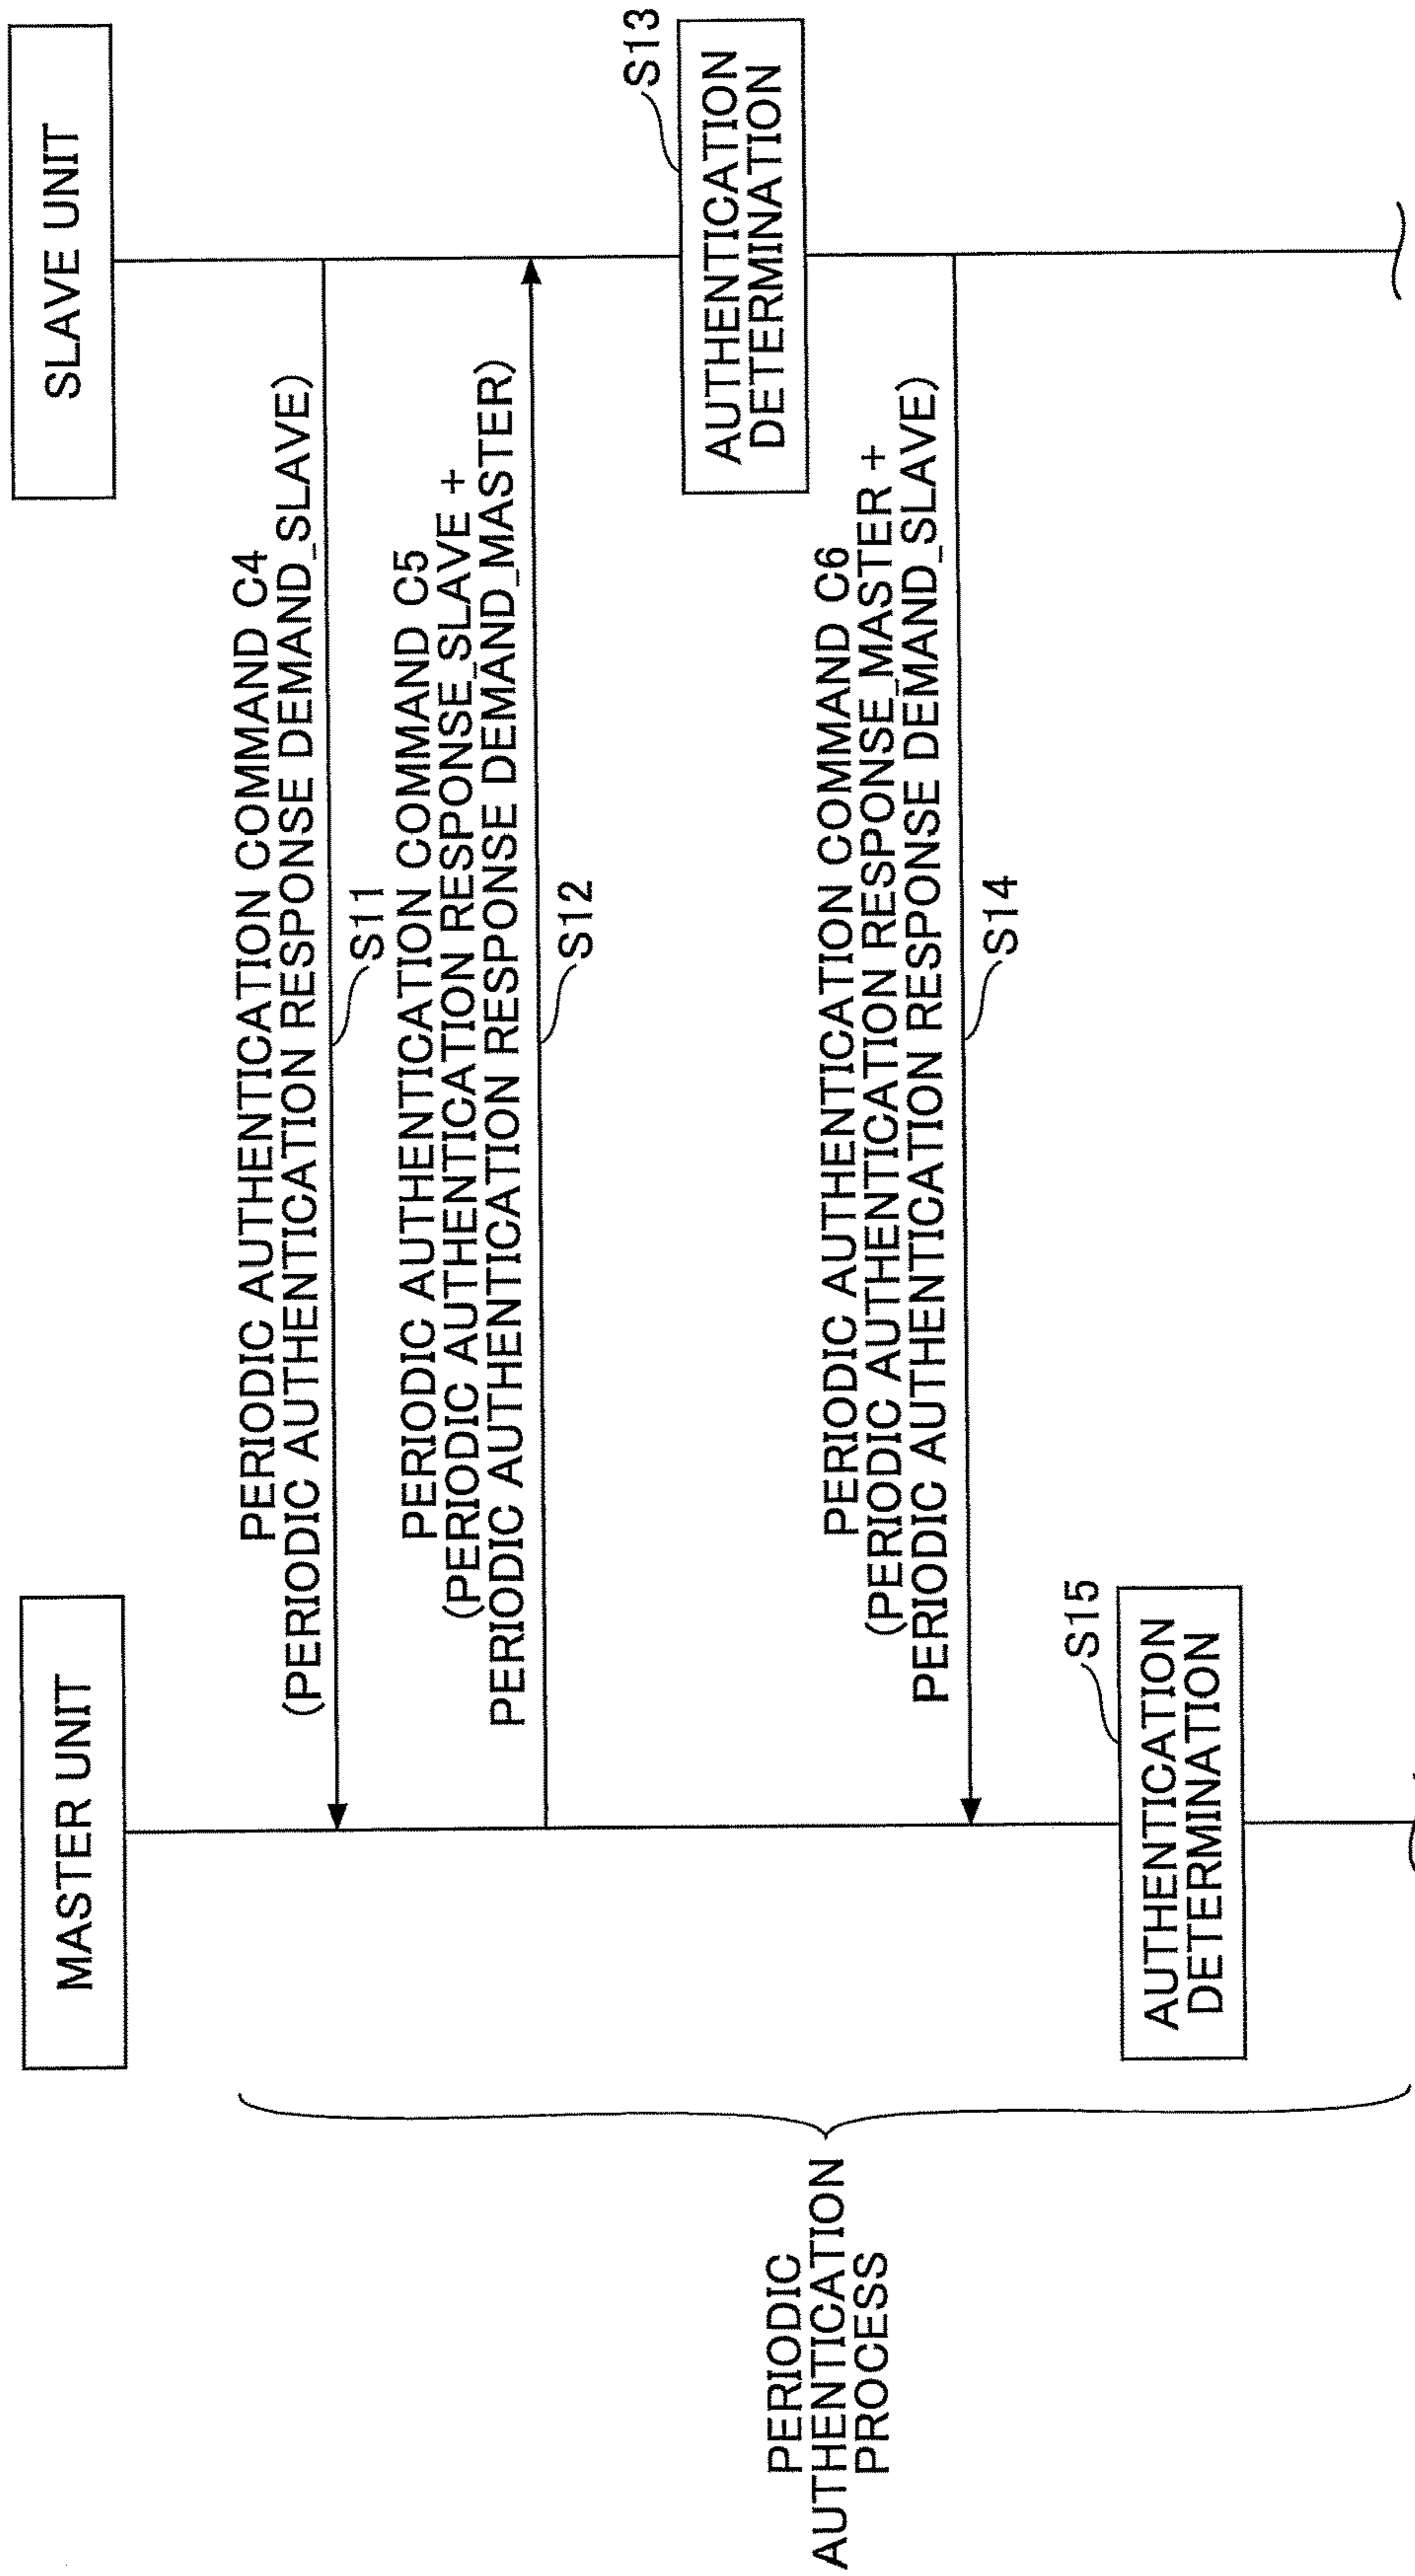 MASTER UNIT
SLAVE UNIT
PERIODIC AUTHENTICATION COMMAND C4
(PERIODIC AUTHENTICATION RESPONSE DEMAND_SLAVE)
S11
PERIODIC AUTHENTICATION COMMAND C5
(PERIODIC AUTHENTICATION RESPONSE_SLAVE +
PERIODIC AUTHENTICATION RESPONSE DEMAND_MASTER)
S12
S13
AUTHENTICATION
DETERMINATION
PERIODIC AUTHENTICATION COMMAND C6
(PERIODIC AUTHENTICATION RESPONSE_MASTER +
PERIODIC AUTHENTICATION RESPONSE DEMAND_SLAVE)
S14
S15
AUTHENTICATION
DETERMINATION
PERIODIC
AUTHENTICATION
PROCESS